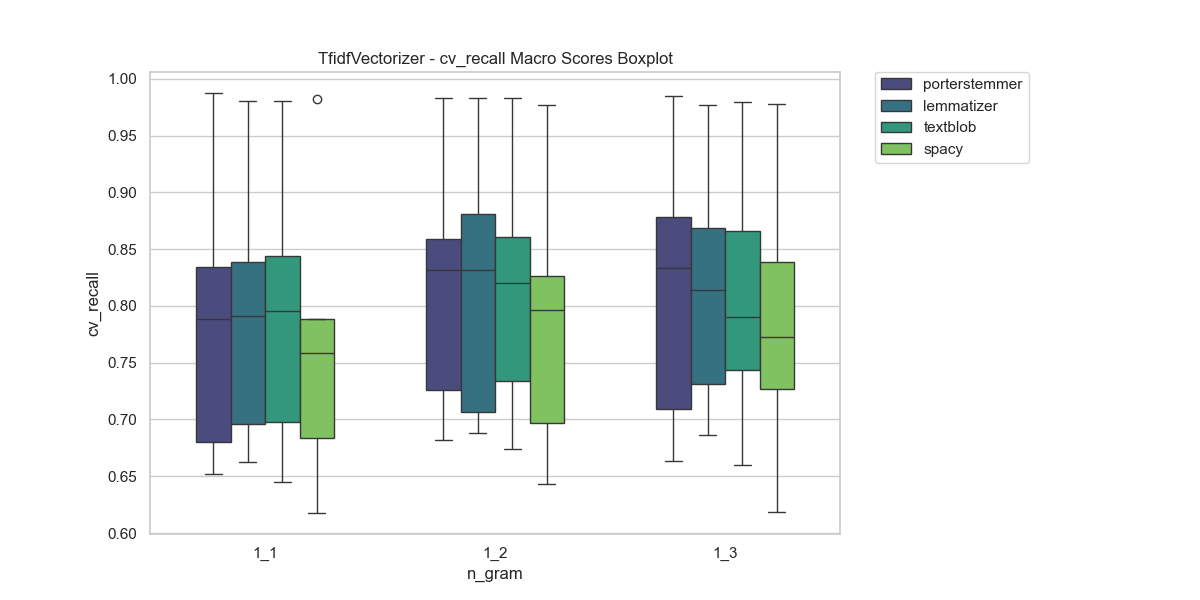 TfidfVectorizer - cv_recall Macro Scores Boxplot
porterstemmer
lemmatizer
textblob
spacy
cv_recall
1.00
0.95
0.90
0.85
0.80
0.75
0.70
0.65
0.60
1_1
1_2
1_3
n_gram